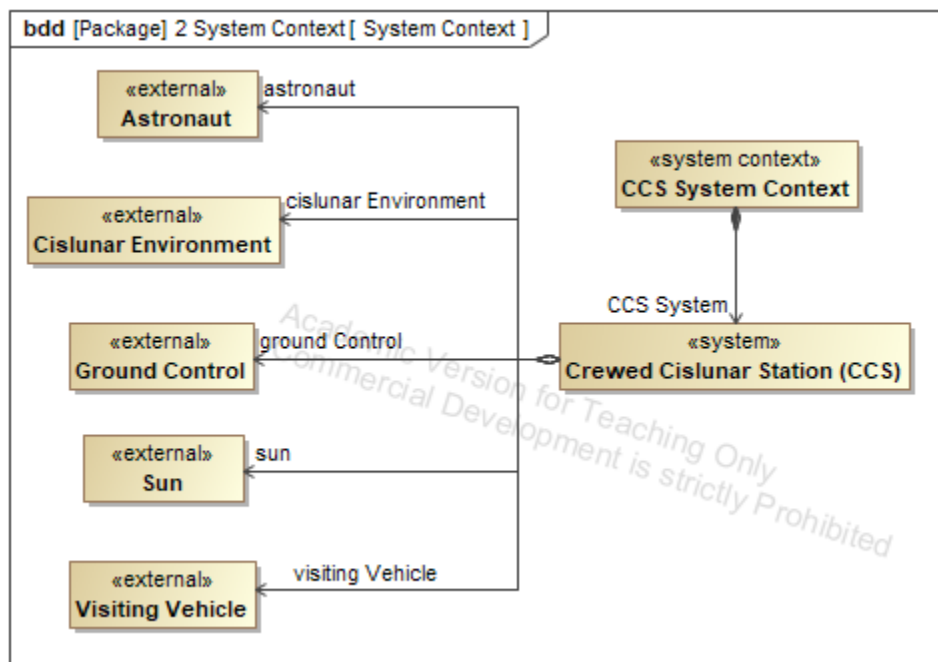 bdd [Package] 2 System Context [ System Context ]
«external»
Astronaut
astronaut
«external»
Cislunar Environment
cislunar Environment
«external»
Ground Control
ground Control
«external»
Sun
sun
«external»
Visiting Vehicle
visiting Vehicle
«system context»
CCS System Context
CCS System
«system»
Crewed Cislunar Station (CCS)
Academic Version for Teaching Only
Commercial Development is strictly Prohibited